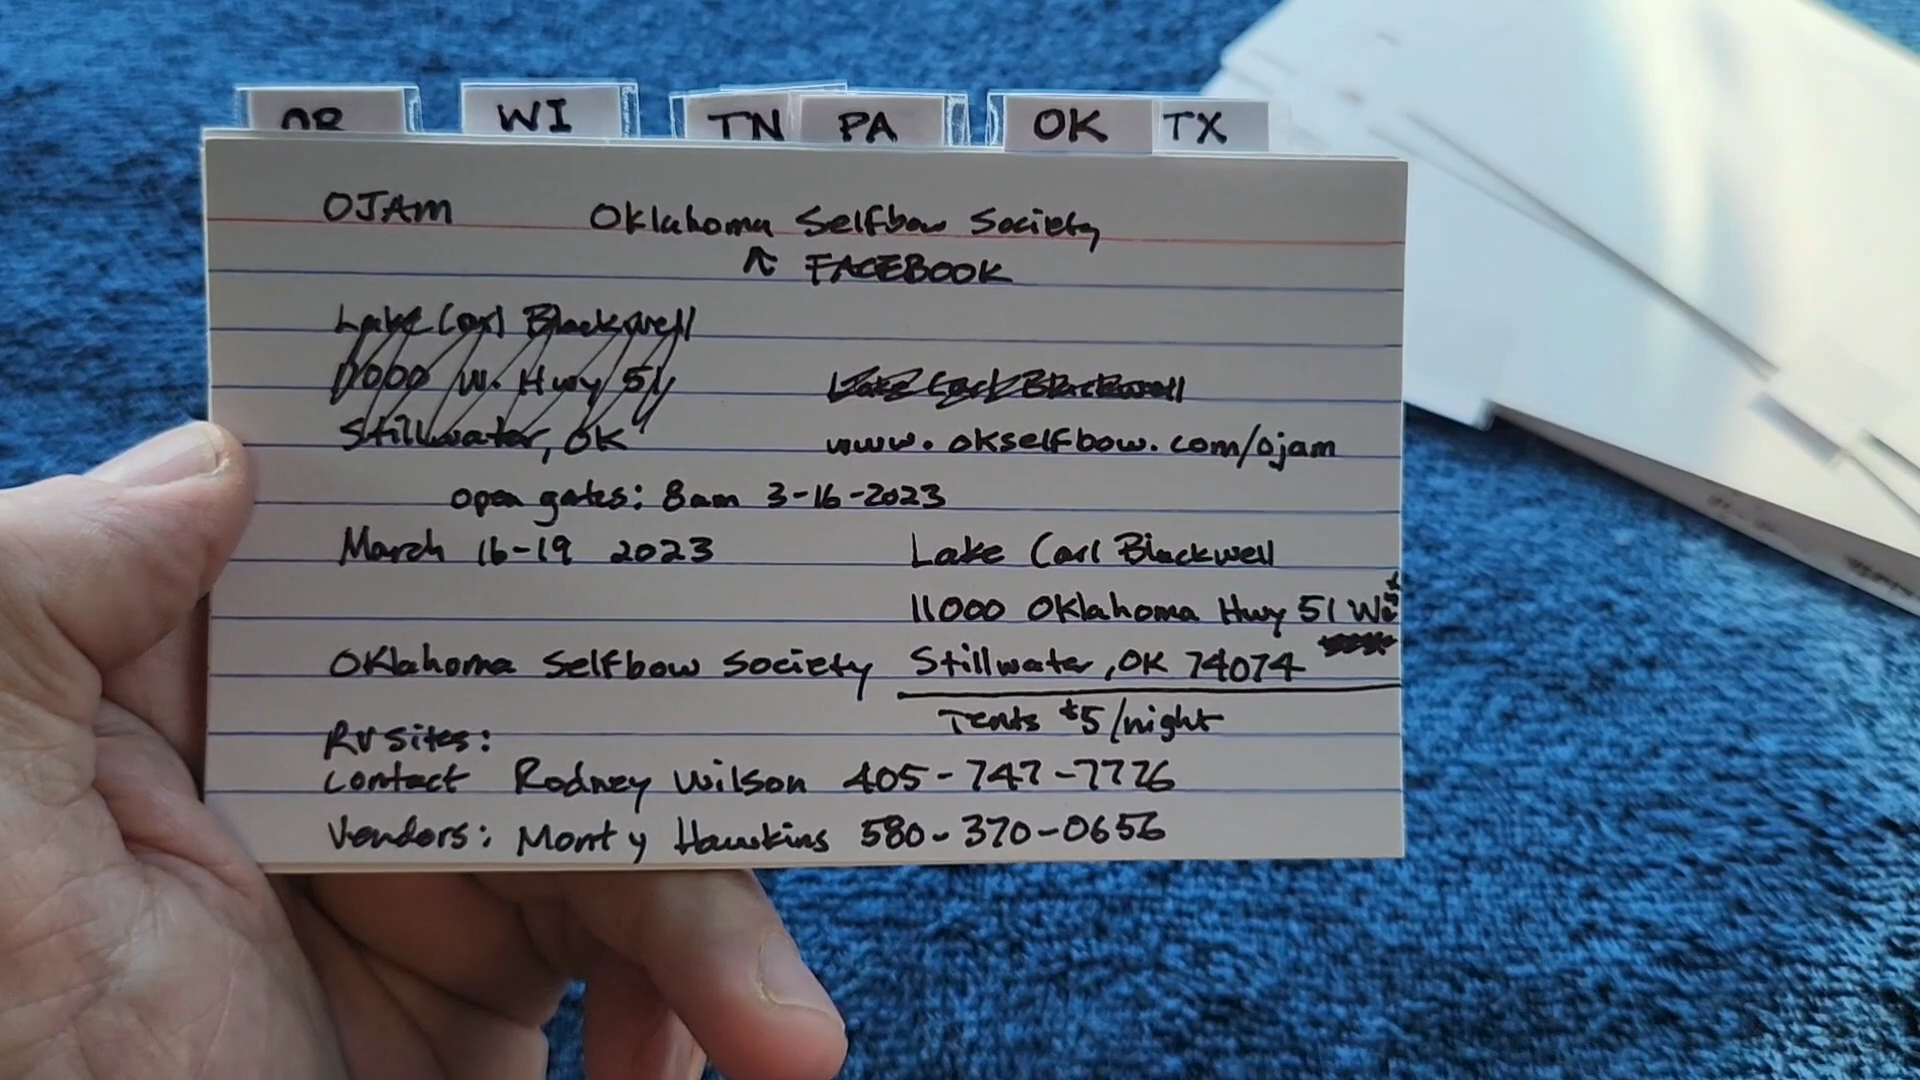 OR WI TN PA OK TX
OJAM Oklahoma Selfbow Society
↑ FACEBOOK
Lake Carl Blackwell
11000 W. Hwy 51
Stillwater, OK
Lake Carl Blackwell
www.okselfbow.com/ojam
open gates: 8am 3-16-2023
March 16-19 2023
Lake Carl Blackwell
11000 Oklahoma Hwy 51 West
Oklahoma Selfbow Society
Stillwater, OK 74074
Tents $5/night
RV Sites:
Contact Rodney Wilson 405-747-7776
Vendors: Monty Hawkins 580-370-0656